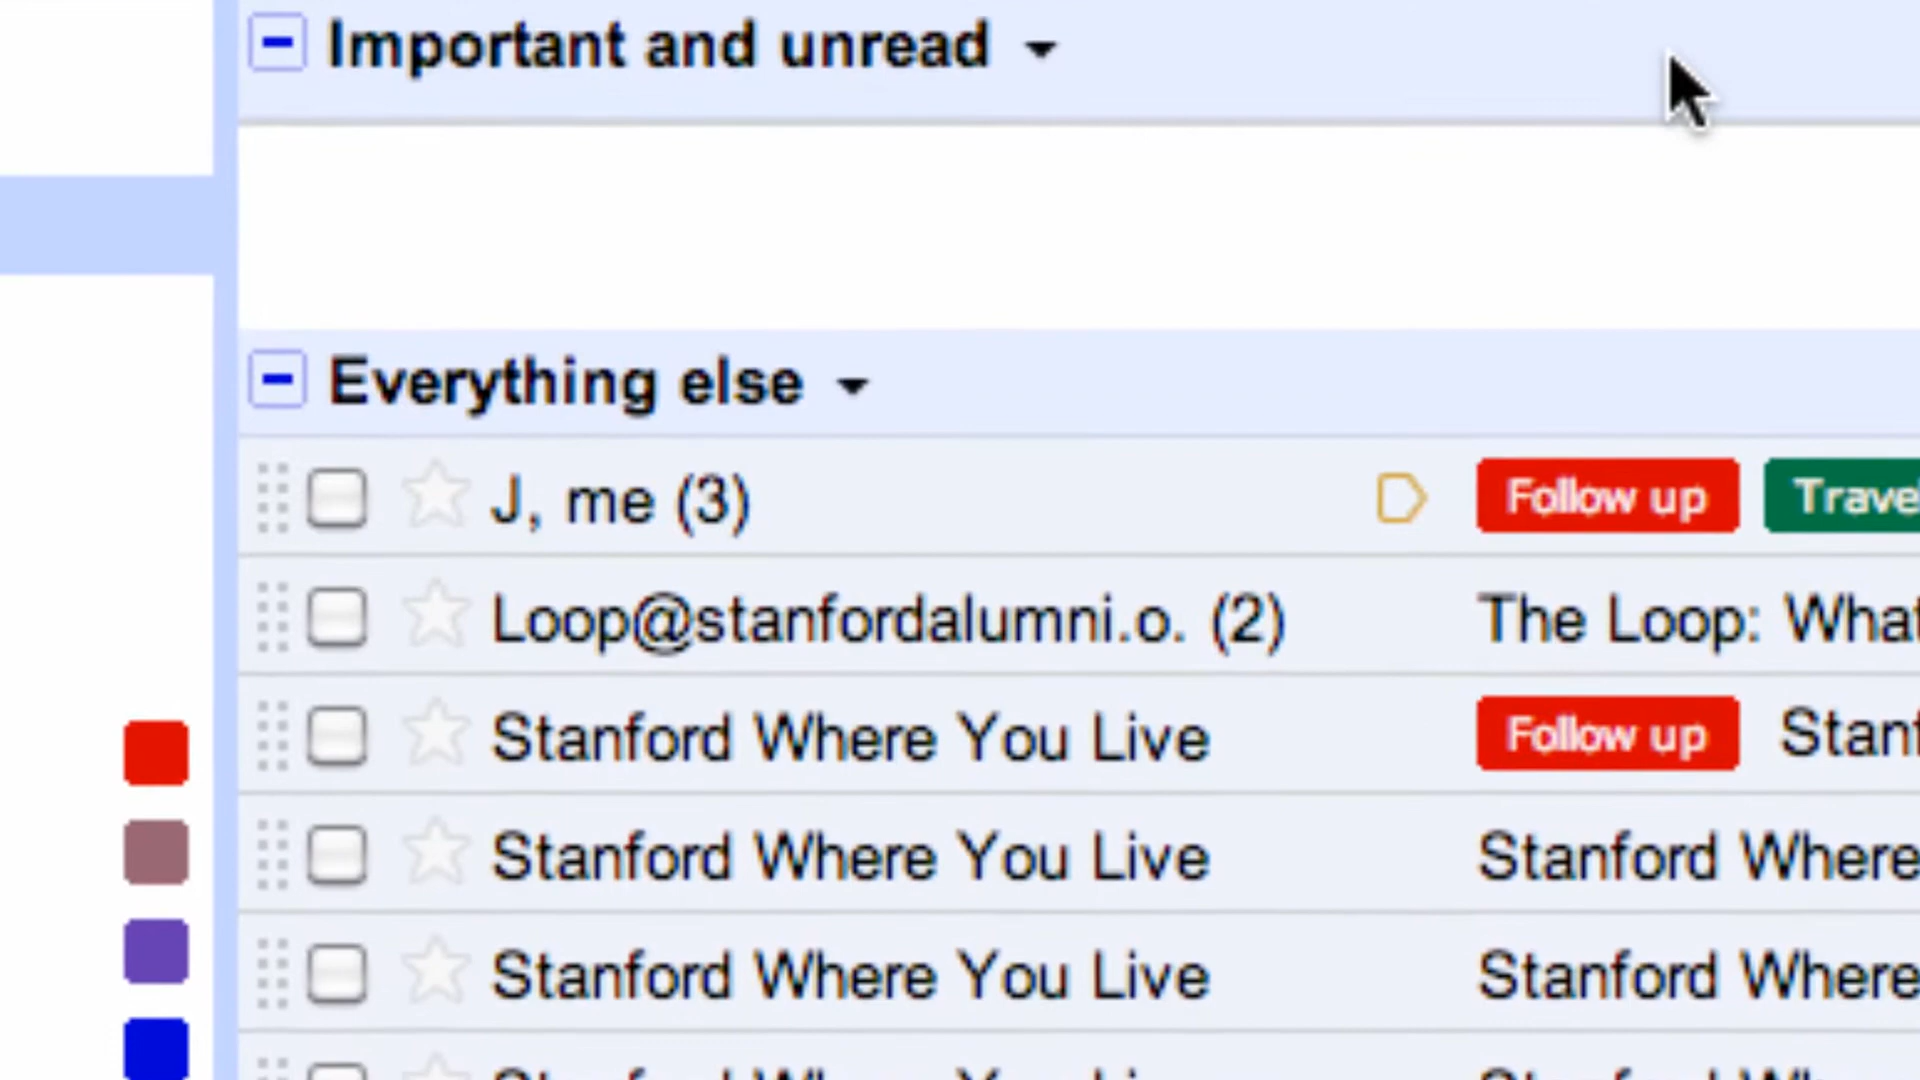 Important and unread
Everything else
J, me (3) Follow up
Loop@stanfordalumni.o. (2) The Loop:
Stanford Where You Live Follow up
Stanford Where You Live Stanford Where
Stanford Where You Live Stanford Where